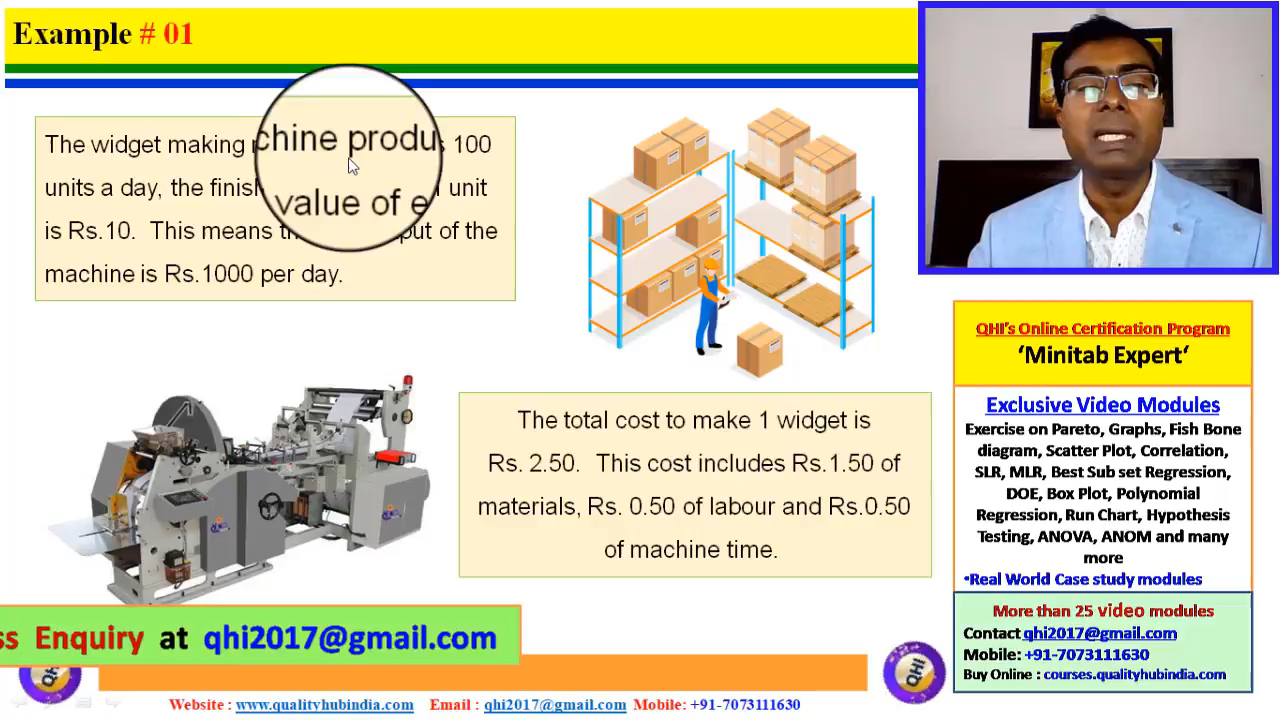 Example # 01
The widget making chine produ 100
units a day, the finish value of e unit
is Rs.10. This means put of the
machine is Rs.1000 per day.
The total cost to make 1 widget is
Rs. 2.50. This cost includes Rs.1.50 of
materials, Rs. 0.50 of labour and Rs.0.50
of machine time.
QHI's Online Certification Program
‘Minitab Expert‘
Exclusive Video Modules
Exercise on Pareto, Graphs, Fish Bone
diagram, Scatter Plot, Correlation,
SLR, MLR, Best Sub set Regression,
DOE, Box Plot, Polynomial
Regression, Run Chart, Hypothesis
Testing, ANOVA, ANOM and many
more
•Real World Case study modules
More than 25 video modules
Contact qhi2017@gmail.com
Mobile: +91-7073111630
Buy Online : courses.qualityhubindia.com
ss Enquiry at qhi2017@gmail.com
QHI
QHI
Website : www.qualityhubindia.com Email : qhi2017@gmail.com Mobile: +91-7073111630